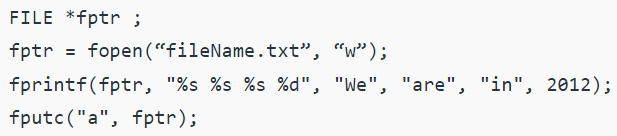 FILE *fptr ;
fptr = fopen(“fileName.txt”, “w”);
fprintf(fptr, "%s %s %s %d", "We", "are", "in", 2012);
fputc("a", fptr);